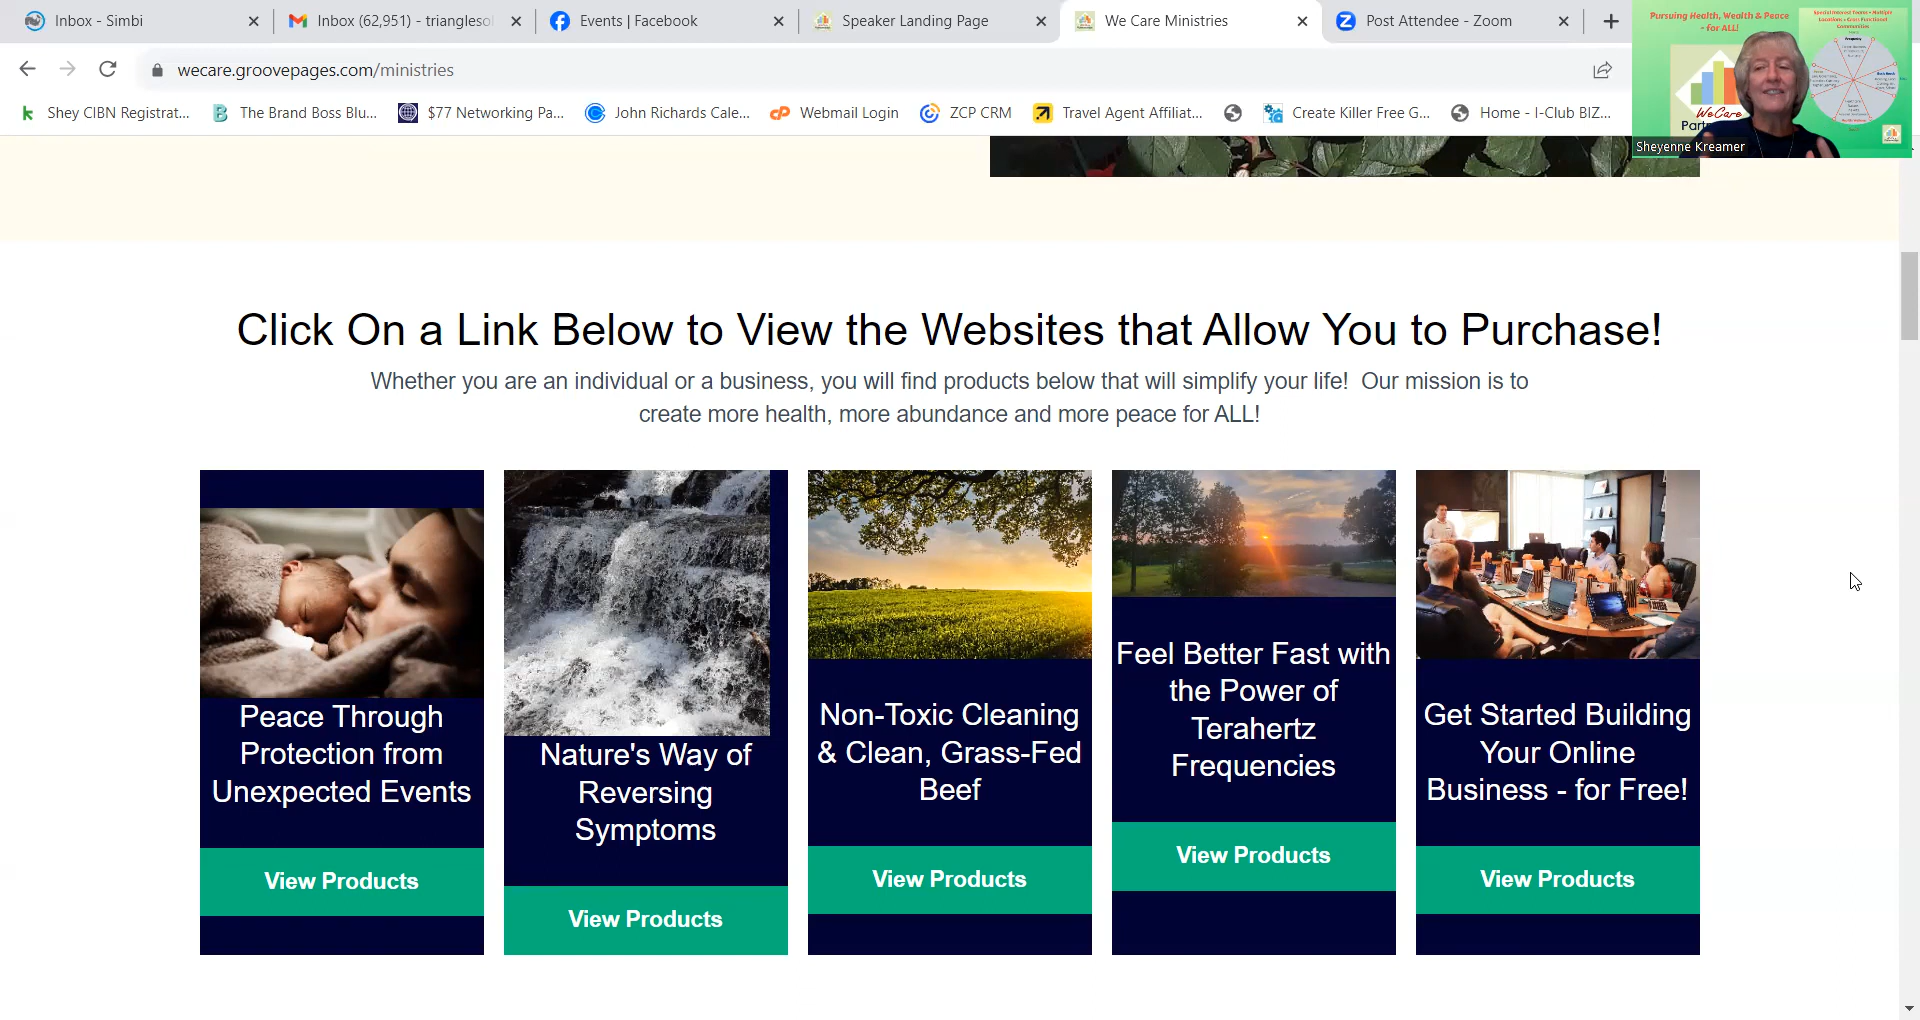 Inbox - Simbi
Inbox (62,951) - trianglesol
Events | Facebook
Speaker Landing Page
We Care Ministries
Post Attendee - Zoom
wecare.groovepages.com/ministries
Shey CIBN Registrat...
The Brand Boss Blu...
$77 Networking Pa...
John Richards Cale...
Webmail Login
ZCP CRM
Travel Agent Affiliat...
Create Killer Free G...
Home - I-Club BIZ...
Pursuing Health, Wealth & Peace
- for ALL!
WeCare
Sheyenne Kreamer
Click On a Link Below to View the Websites that Allow You to Purchase!
Whether you are an individual or a business, you will find products below that will simplify your life! Our mission is to
create more health, more abundance and more peace for ALL!
Peace Through
Protection from
Unexpected Events
View Products
Nature's Way of
Reversing
Symptoms
View Products
Non-Toxic Cleaning
& Clean, Grass-Fed
Beef
View Products
Feel Better Fast with
the Power of
Terahertz
Frequencies
View Products
Get Started Building
Your Online
Business - for Free!
View Products